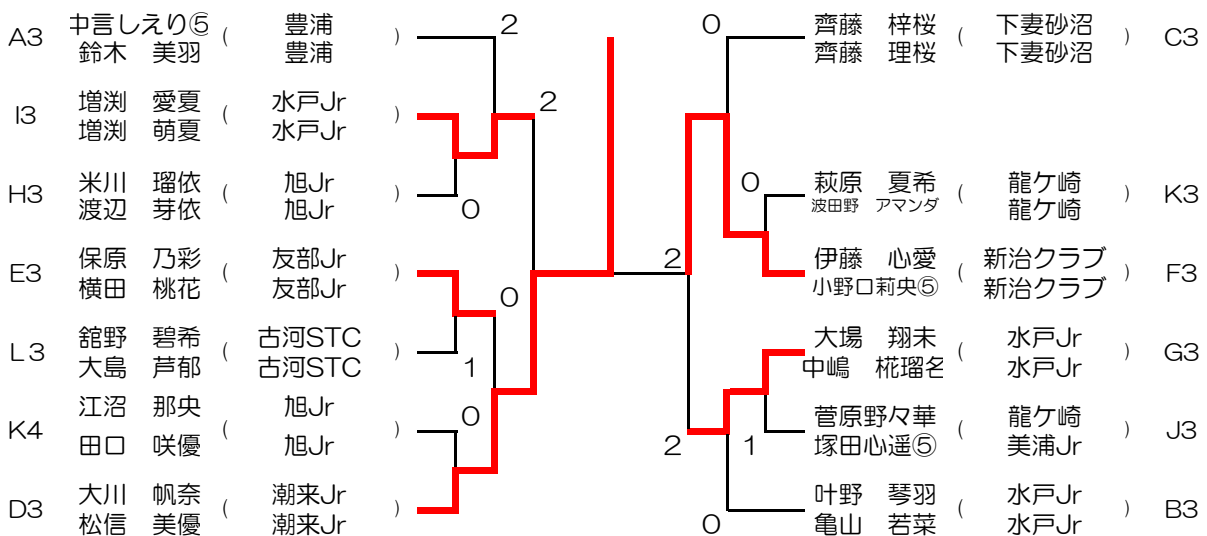 A3 中言しえり⑤ ( 豊浦 )
鈴木 美羽 豊浦
2
I3 増渕 愛夏 ( 水戸Jr )
増渕 萌夏 水戸Jr
2
H3 米川 瑠依 ( 旭Jr )
渡辺 芽依 旭Jr
0
E3 保原 乃彩 ( 友部Jr )
横田 桃花 友部Jr
0
L3 舘野 碧希 ( 古河STC )
大島 芦郁 古河STC
1
K4 江沼 那央 ( 旭Jr )
田口 咲優 旭Jr
0
D3 大川 帆奈 ( 潮来Jr )
松信 美優 潮来Jr
0
齊藤 梓桜 ( 下妻砂沼 ) C3
齊藤 理桜 下妻砂沼
0
萩原 夏希 ( 龍ケ崎 ) K3
波田野 アマンダ 龍ケ崎
2
伊藤 心愛 ( 新治クラブ ) F3
小野口莉央⑤ 新治クラブ
大場 翔未 ( 水戸Jr ) G3
中嶋 椛瑠名 水戸Jr
2
1
菅原野々華 ( 龍ケ崎 ) J3
塚田心遥⑤ 美浦Jr
0
叶野 琴羽 ( 水戸Jr ) B3
亀山 若菜 水戸Jr